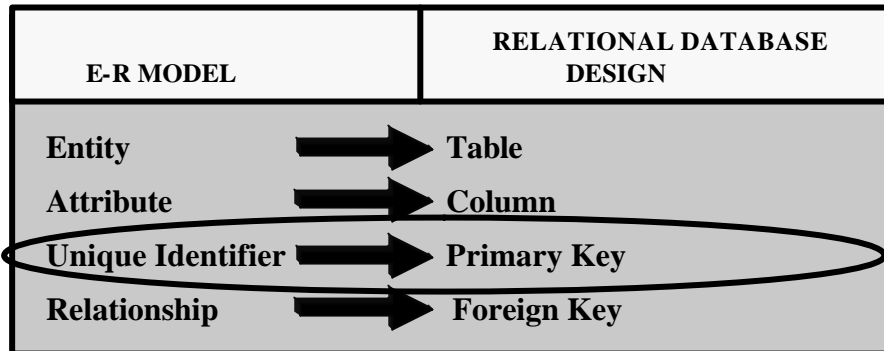 RELATIONAL DATABASE
E-R MODEL DESIGN
Entity Table
Attribute Column
Unique Identifier Primary Key
Relationship Foreign Key